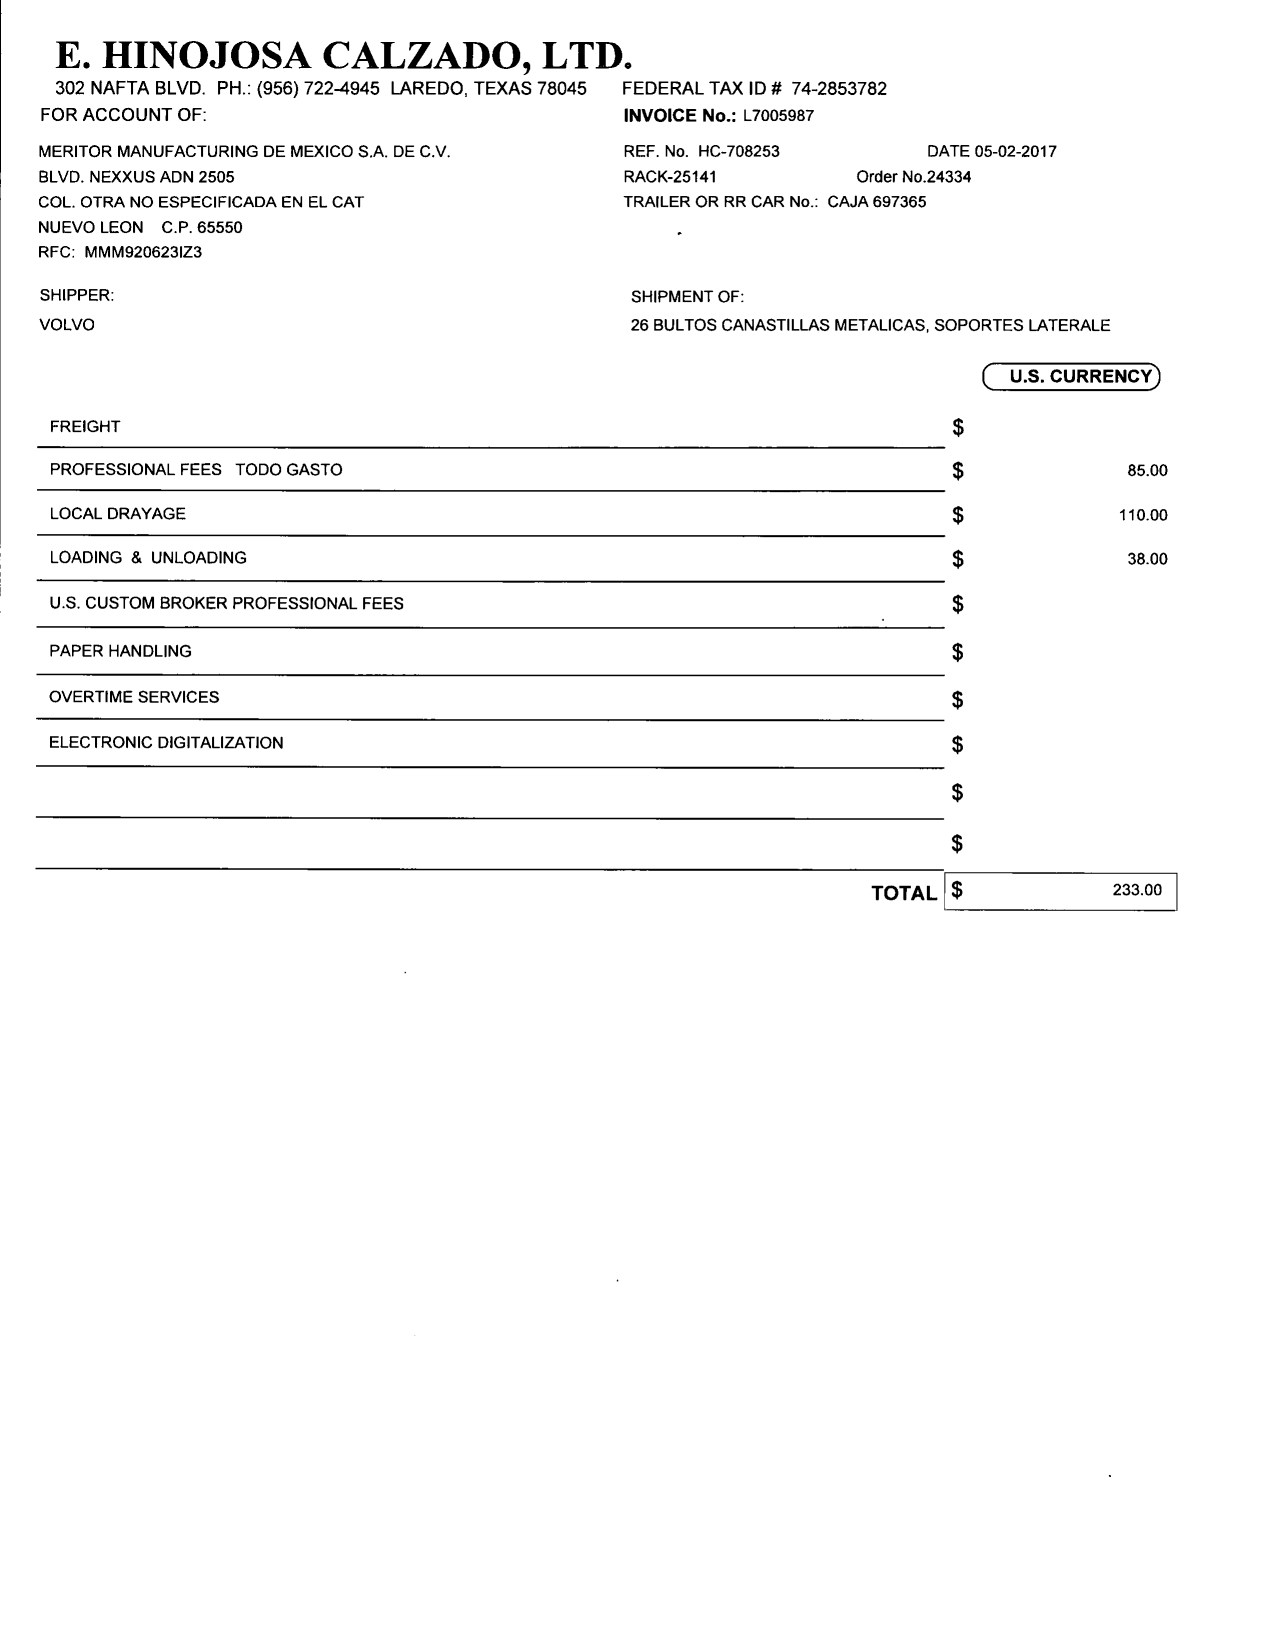 E. HINOJOSA CALZADO, LTD.
302 NAFTA BLVD. PH.: (956) 722-4945 LAREDO, TEXAS 78045 FEDERAL TAX ID # 74-2853782
FOR ACCOUNT OF: INVOICE No.: L7005987
MERITOR MANUFACTURING DE MEXICO S.A. DE C.V. REF. No. HC-708253 DATE 05-02-2017
BLVD. NEXXUS ADN 2505 RACK-25141 Order No.24334
COL. OTRA NO ESPECIFICADA EN EL CAT TRAILER OR RR CAR No.: CAJA 697365
NUEVO LEON C.P. 65550
RFC: MMM920623IZ3
SHIPPER: SHIPMENT OF:
VOLVO 26 BULTOS CANASTILLAS METALICAS, SOPORTES LATERALE
U.S. CURRENCY
FREIGHT $
PROFESSIONAL FEES TODO GASTO $ 85.00
LOCAL DRAYAGE $ 110.00
LOADING & UNLOADING $ 38.00
U.S. CUSTOM BROKER PROFESSIONAL FEES $
PAPER HANDLING $
OVERTIME SERVICES $
ELECTRONIC DIGITALIZATION $
$
$
TOTAL $ 233.00